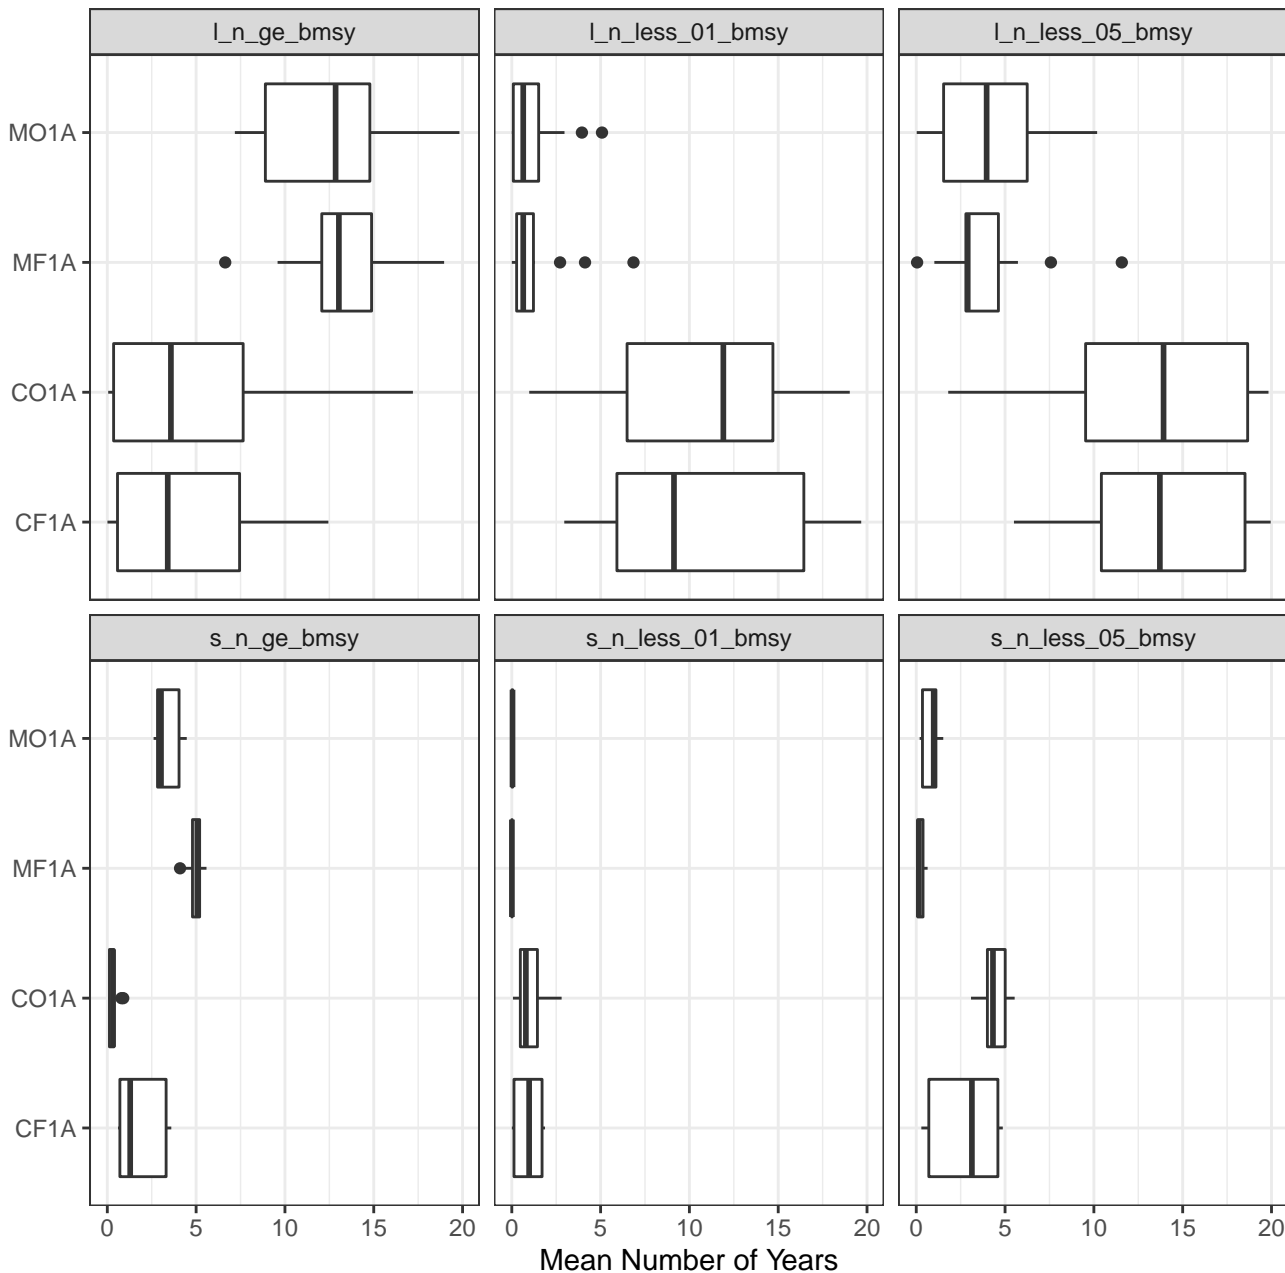 l_n_ge_bmsy l_n_less_01_bmsy l_n_less_05_bmsy
MO1A
MF1A
CO1A
CF1A
s_n_ge_bmsy s_n_less_01_bmsy s_n_less_05_bmsy
MO1A
MF1A
CO1A
CF1A
0 5 10 15 20 0 5 10 15 20 0 5 10 15 20
Mean Number of Years